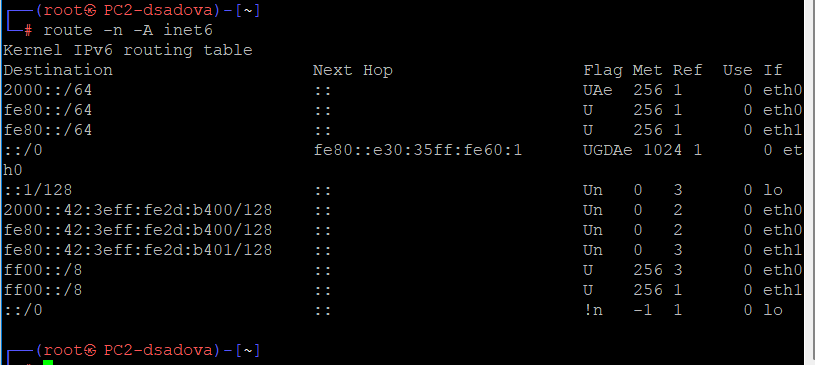 ┌──(root㉿ PC2-dsadova)-[~]
└─# route -n -A inet6
Kernel IPv6 routing table
Destination                    Next Hop                   Flag Met Ref  Use If
2000::/64                      ::                         UAe  256 1      0 eth0
fe80::/64                      ::                         U    256 1      0 eth0
fe80::/64                      ::                         U    256 1      0 eth1
::/0                           fe80::e30:35ff:fe60:1      UGDAe 1024 1      0 et
h0
::1/128                        ::                         Un   0   3      0 lo
2000::42:3eff:fe2d:b400/128    ::                         Un   0   2      0 eth0
fe80::42:3eff:fe2d:b400/128    ::                         Un   0   2      0 eth0
fe80::42:3eff:fe2d:b401/128    ::                         Un   0   3      0 eth1
ff00::/8                       ::                         U    256 3      0 eth0
ff00::/8                       ::                         U    256 1      0 eth1
::/0                           ::                         !n   -1  1      0 lo
┌──(root㉿ PC2-dsadova)-[~]
└─#